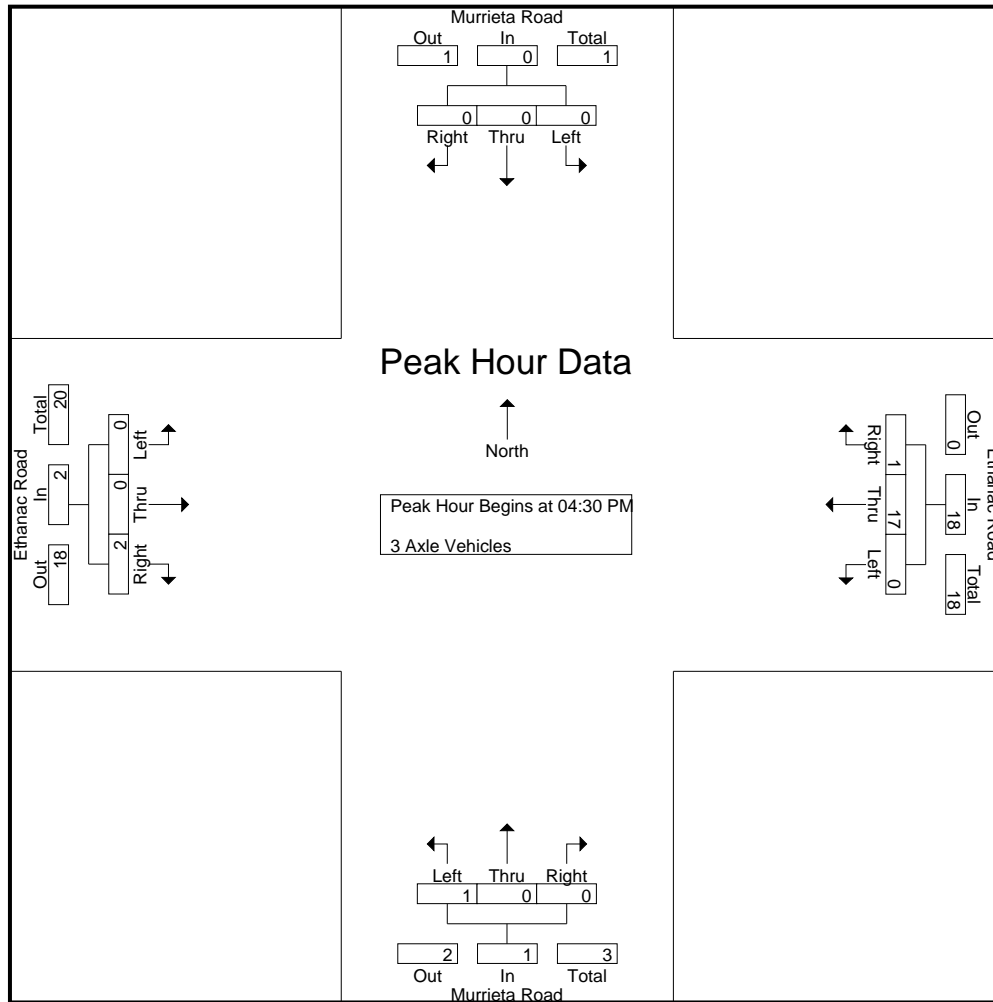 Murrieta Road
Out In Total
1 0 1
0 0 0
Right Thru Left
Peak Hour Data
North
Peak Hour Begins at 04:30 PM
3 Axle Vehicles
Ethanac Road
Total In Out
20 2 18
0 0 2
Left Thru Right
Right Thru Left
1 17 0
Out In Total
0 18 18
Ethanac Road
Left Thru Right
1 0 0
2 1 3
Out In Total
Murrieta Road